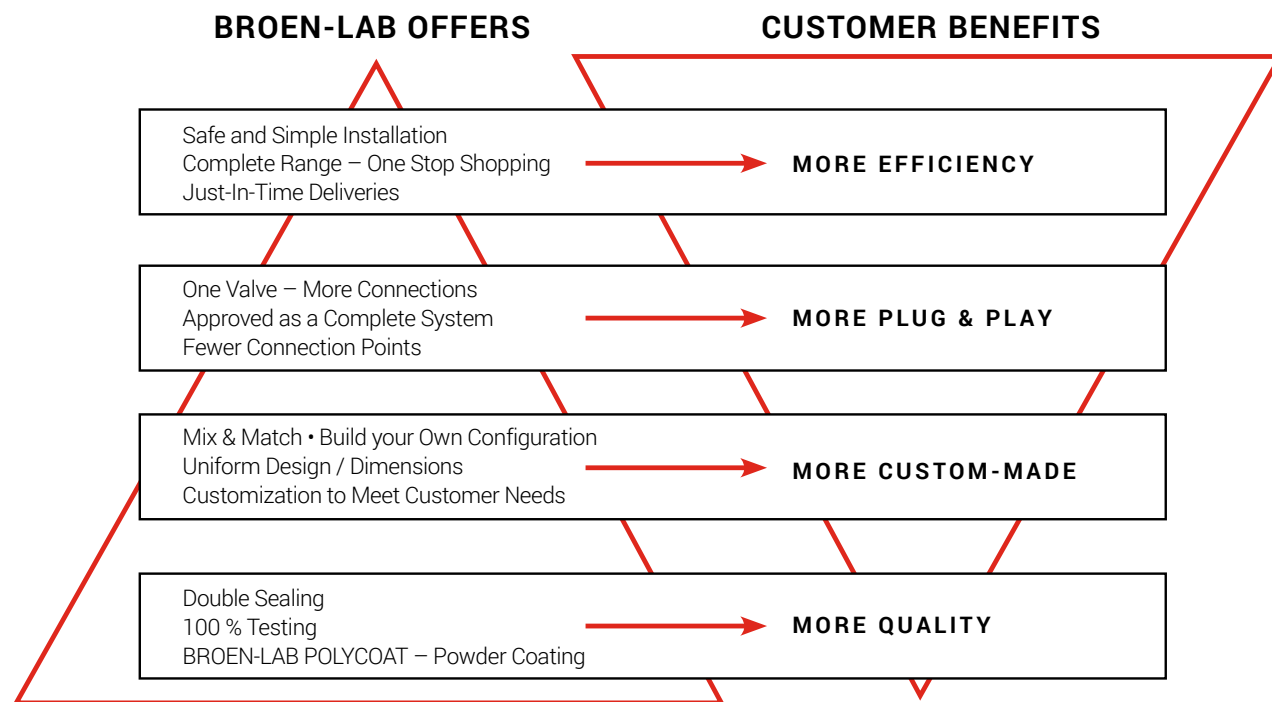 BROEN-LAB OFFERS
CUSTOMER BENEFITS
Safe and Simple Installation
Complete Range – One Stop Shopping
Just-In-Time Deliveries
MORE EFFICIENCY
One Valve – More Connections
Approved as a Complete System
Fewer Connection Points
MORE PLUG & PLAY
Mix & Match • Build your Own Configuration
Uniform Design / Dimensions
Customization to Meet Customer Needs
MORE CUSTOM-MADE
Double Sealing
100 % Testing
BROEN-LAB POLYCOAT – Powder Coating
MORE QUALITY